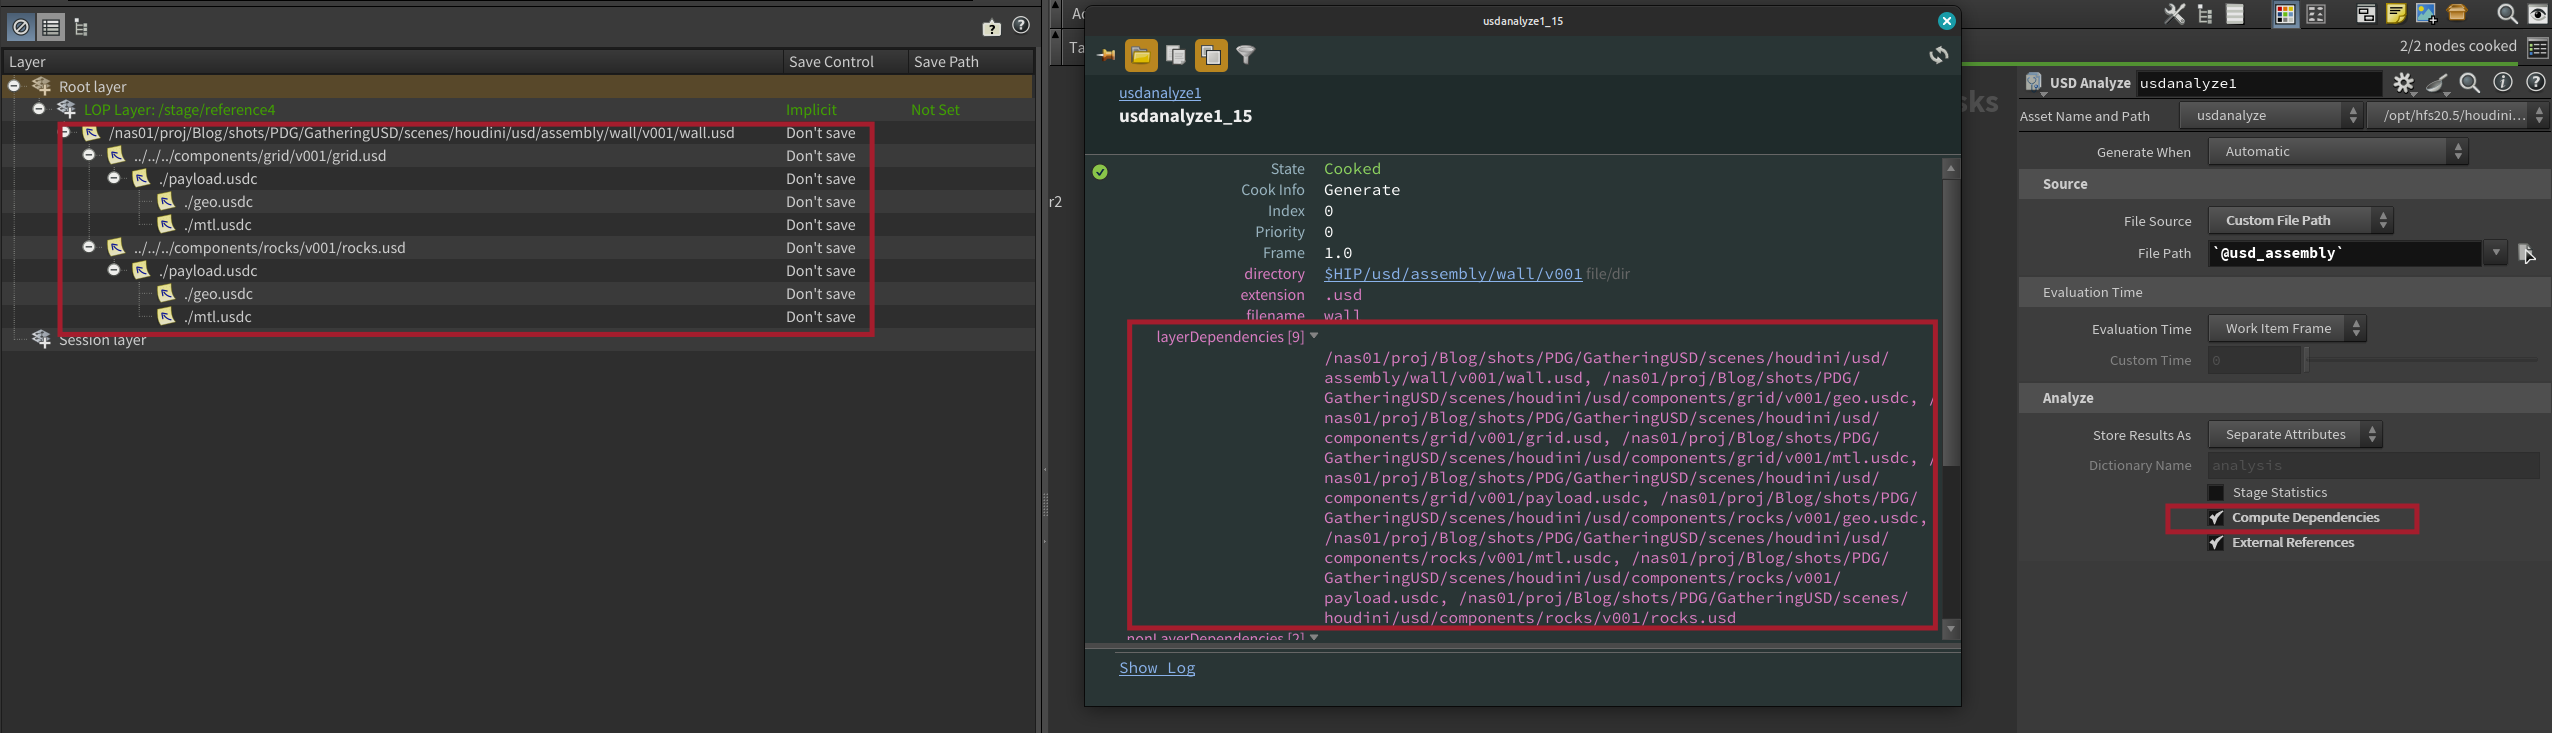 Layer
Save Control
Save Path
Root layer
LOP Layer: /stage/reference4
Implicit
Not Set
/nas01/proj/Blog/shots/PDG/GatheringUSD/scenes/houdini/usd/assembly/wall/v001/wall.usd
Don't save
../../../components/grid/v001/grid.usd
Don't save
./payload.usdc
Don't save
./geo.usdc
Don't save
./mtl.usdc
Don't save
../../../components/rocks/v001/rocks.usd
Don't save
./payload.usdc
Don't save
./geo.usdc
Don't save
./mtl.usdc
Don't save
Session layer
Ac
Ta
r2
usdanalyze1_15
usdanalyze1
usdanalyze1_15
State Cooked
Cook Info Generate
Index 0
Priority 0
Frame 1.0
directory $HIP/usd/assembly/wall/v001 file/dir
extension .usd
filename wall
layerDependencies [9]
/nas01/proj/Blog/shots/PDG/GatheringUSD/scenes/houdini/usd/
assembly/wall/v001/wall.usd, /nas01/proj/Blog/shots/PDG/
GatheringUSD/scenes/houdini/usd/components/grid/v001/geo.usdc, /
nas01/proj/Blog/shots/PDG/GatheringUSD/scenes/houdini/usd/
components/grid/v001/grid.usd, /nas01/proj/Blog/shots/PDG/
GatheringUSD/scenes/houdini/usd/components/grid/v001/mtl.usdc, /
nas01/proj/Blog/shots/PDG/GatheringUSD/scenes/houdini/usd/
components/grid/v001/payload.usdc, /nas01/proj/Blog/shots/PDG/
GatheringUSD/scenes/houdini/usd/components/rocks/v001/geo.usdc,
/nas01/proj/Blog/shots/PDG/GatheringUSD/scenes/houdini/usd/
components/rocks/v001/mtl.usdc, /nas01/proj/Blog/shots/PDG/
GatheringUSD/scenes/houdini/usd/components/rocks/v001/
payload.usdc, /nas01/proj/Blog/shots/PDG/GatheringUSD/scenes/
houdini/usd/components/rocks/v001/rocks.usd
nonLayerDependencies [2]
Show Log
sks
2/2 nodes cooked
USD Analyze usdanalyze1
Asset Name and Path usdanalyze /opt/hfs20.5/houdini...
Generate When Automatic
Source
File Source Custom File Path
File Path `@usd_assembly`
Evaluation Time
Evaluation Time Work Item Frame
Custom Time 0
Analyze
Store Results As Separate Attributes
Dictionary Name analysis
Stage Statistics
Compute Dependencies
External References